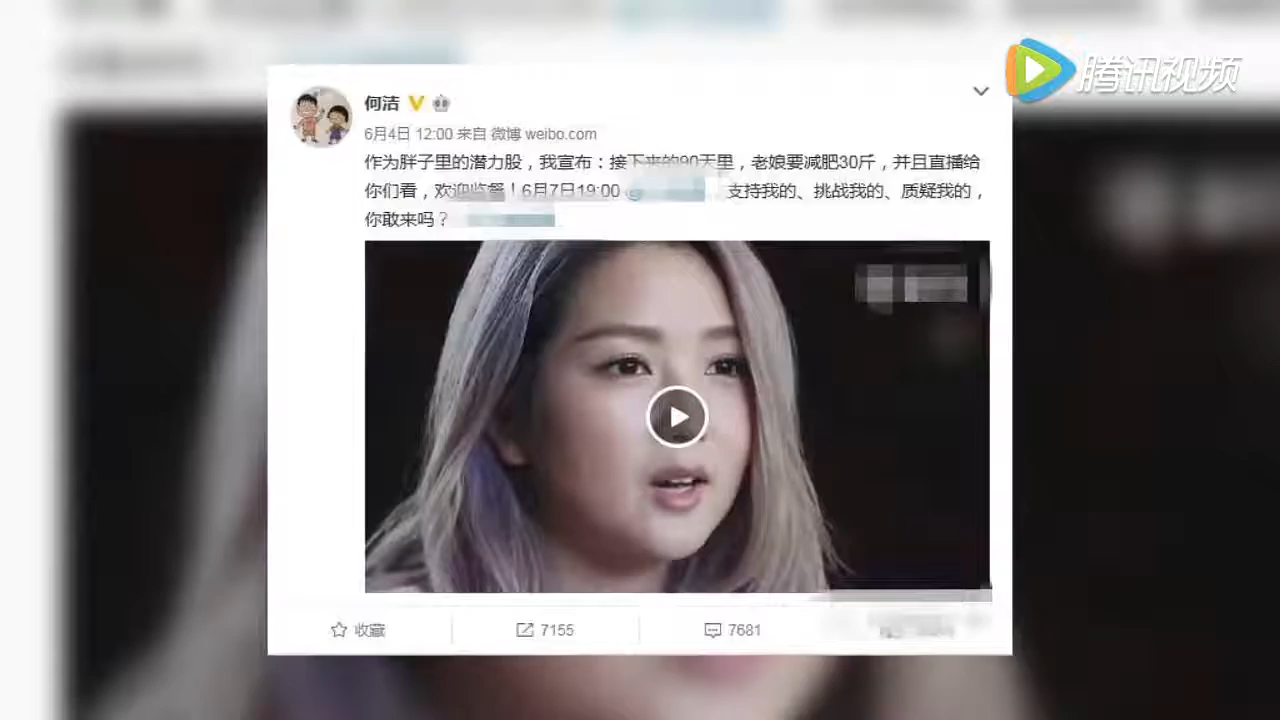 腾讯视频
何洁
6月4日 12:00 来自 微博 weibo.com
作为胖子里的潜力股，我宣布：接下来的90天里，老娘要减肥30斤，并且直播给
你们看，欢迎监督！6月7日19:00 @ 支持我的、挑战我的、质疑我的，
你敢来吗？
收藏 7155 7681